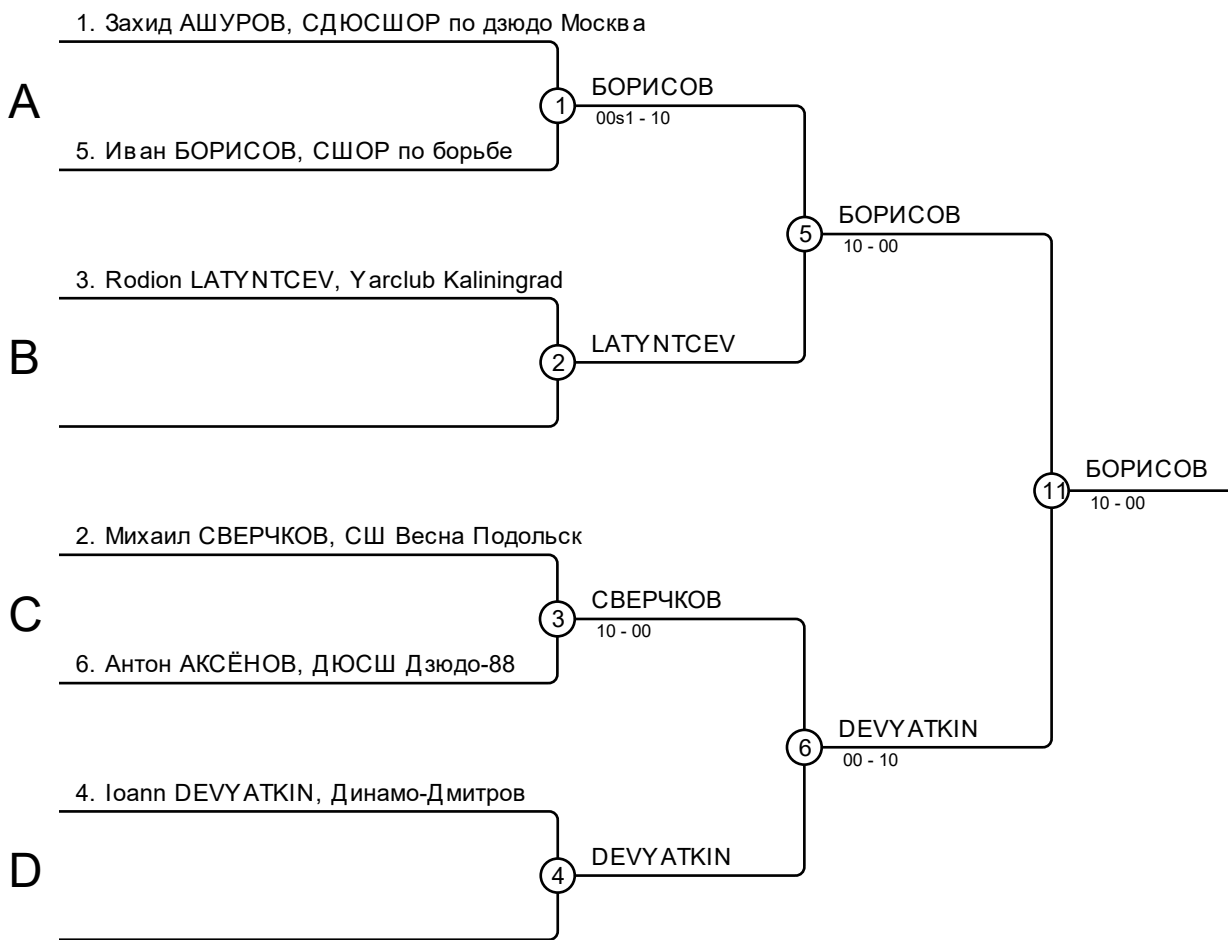 1. Захид АШУРОВ, СДЮСШОР по дзюдо Москва
A
1
БОРИСОВ
00s1 - 10
5. Иван БОРИСОВ, СШОР по борьбе
5
БОРИСОВ
10 - 00
3. Rodion LATYNTCEV, Yarclub Kaliningrad
B
2
LATYNTCEV
11
БОРИСОВ
10 - 00
2. Михаил СВЕРЧКОВ, СШ Весна Подольск
C
3
СВЕРЧКОВ
10 - 00
6. Антон АКСЁНОВ, ДЮСШ Дзюдо-88
6
DEVYATKIN
00 - 10
4. Ioann DEVYATKIN, Динамо-Дмитров
D
4
DEVYATKIN